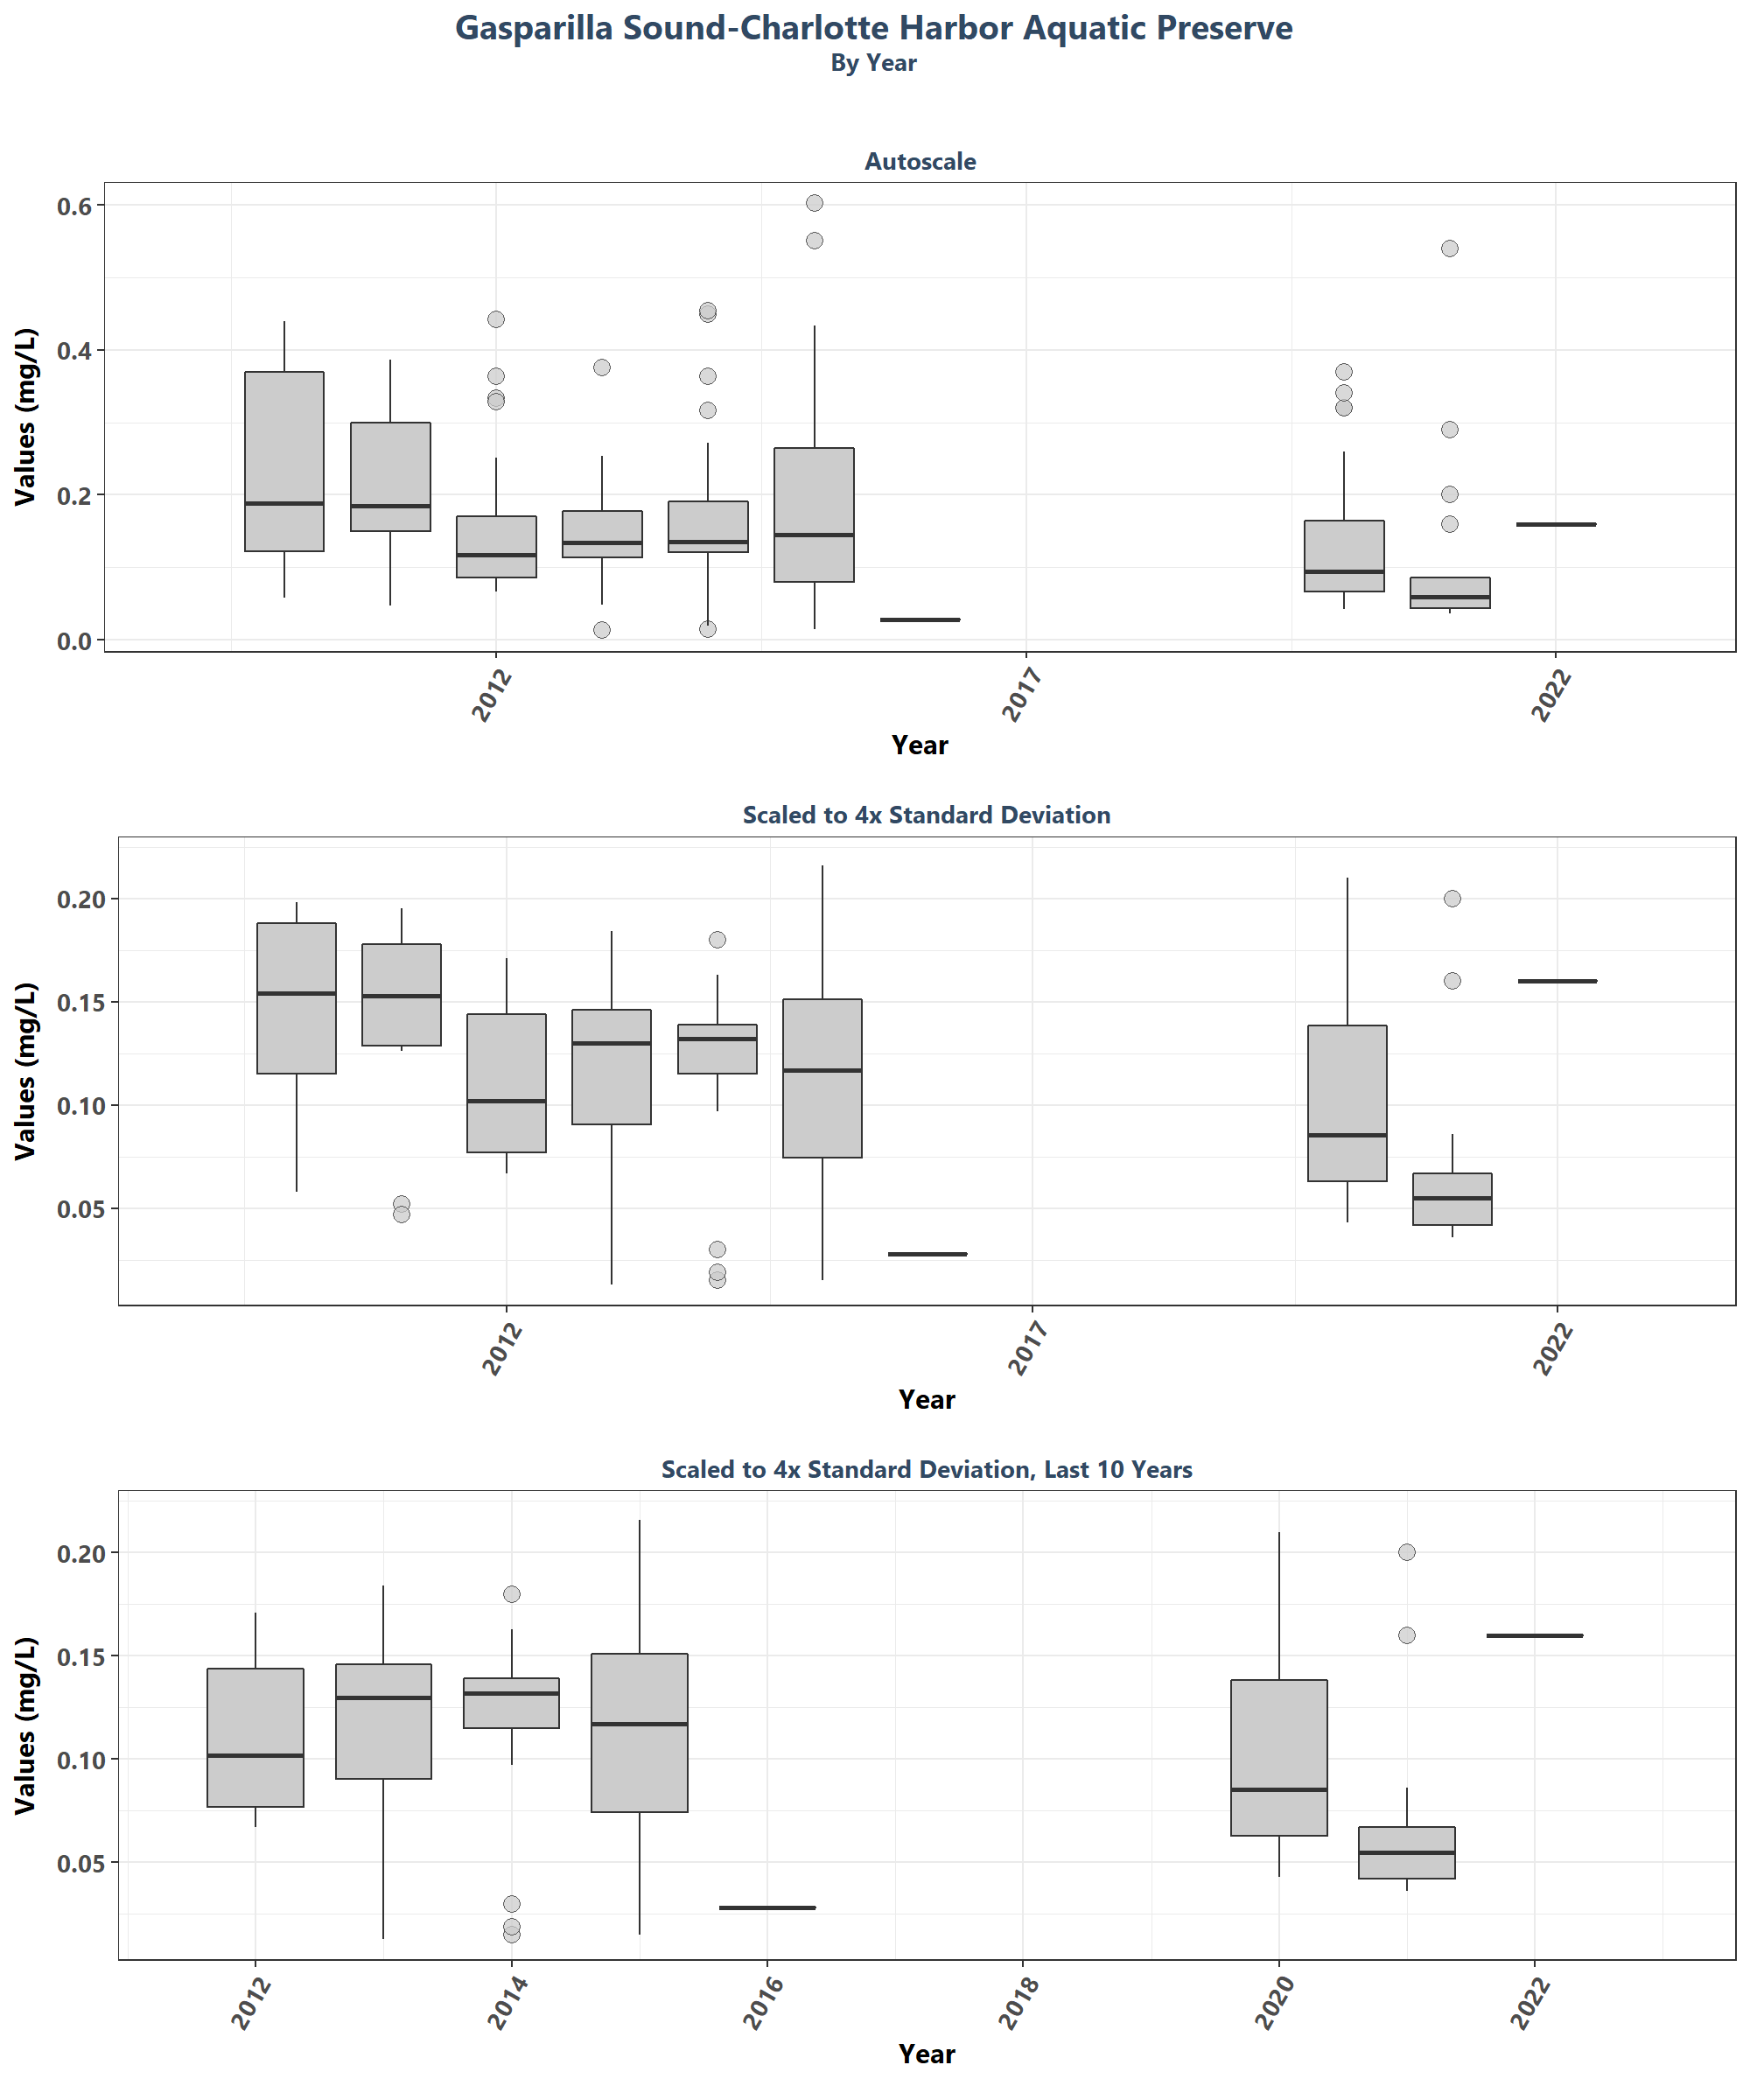 Gasparilla Sound-Charlotte Harbor Aquatic Preserve
By Year
Autoscale
Values (mg/L)
0.6
0.4
0.2
0.0
2012
2017
2022
Year
Scaled to 4x Standard Deviation
Values (mg/L)
0.20
0.15
0.10
0.05
2012
2017
2022
Year
Scaled to 4x Standard Deviation, Last 10 Years
Values (mg/L)
0.20
0.15
0.10
0.05
2012
2014
2016
2018
2020
2022
Year